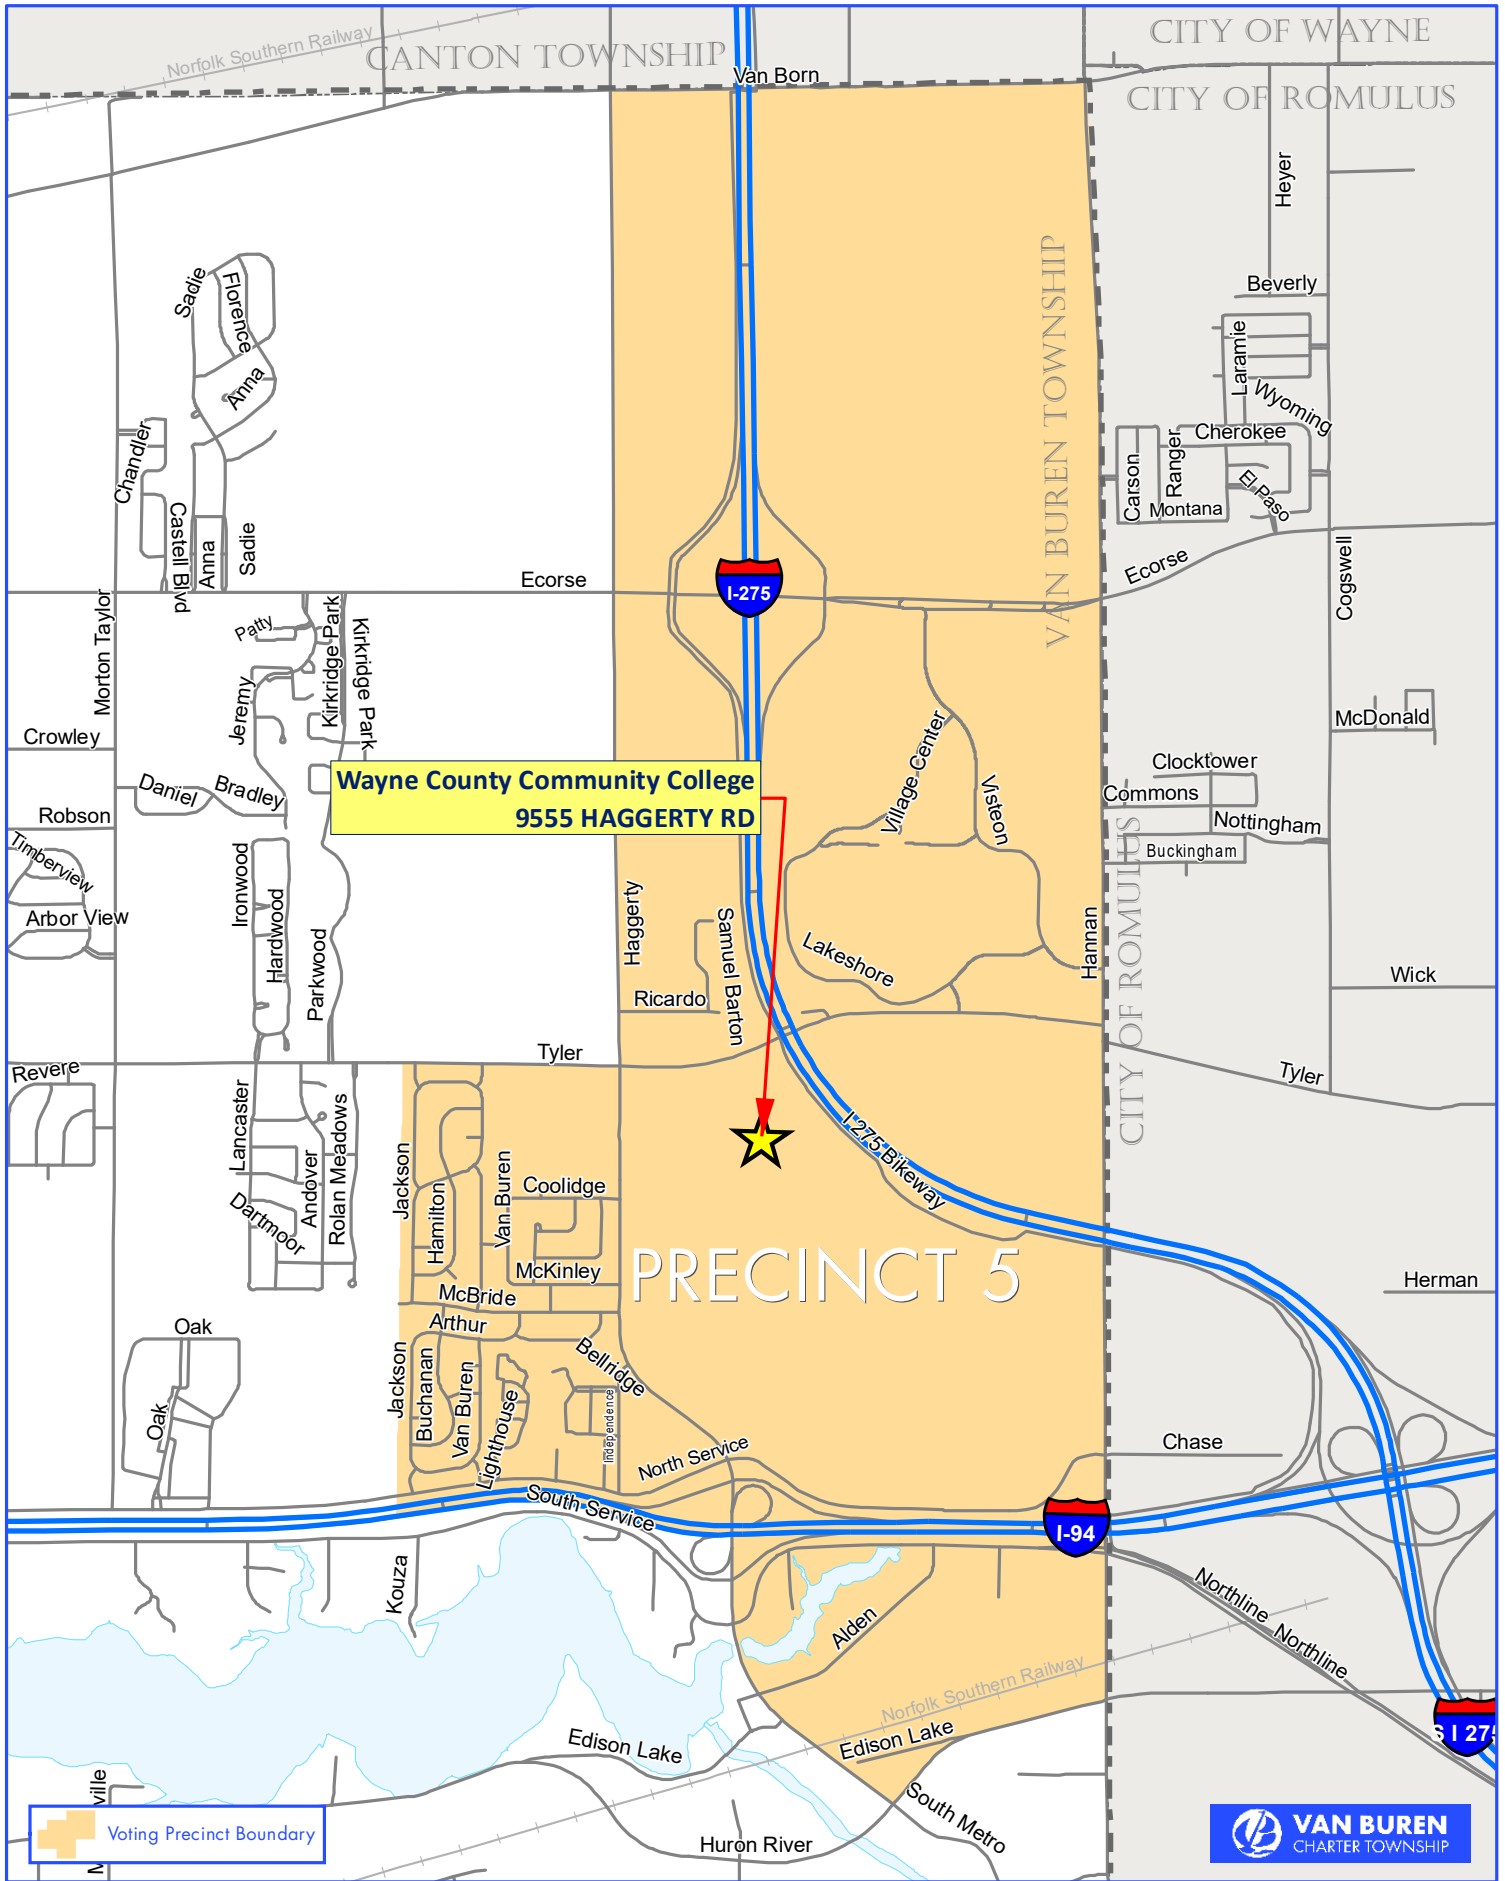 Norfolk Southern Railway
CANTON TOWNSHIP
CITY OF WAYNE
Van Born
CITY OF ROMULUS
Heyer
VAN BUREN TOWNSHIP
Sadie
Florence
Beverly
Laramie
Anna
Wyoming
Chandler
Cherokee
Carson
Ranger
El Paso
Montana
Castell Blvd
Anna
Sadie
Ecorse
I-275
Ecorse
Cogswell
Morton Taylor
Patty
Kirkridge Park
Kirkridge Park
Jeremy
Crowley
McDonald
Village Center
Visteon
Clocktower
Commons
Daniel
Bradley
Wayne County Community College
9555 HAGGERTY RD
Robson
Nottingham
Buckingham
Timberview
Arbor View
Ironwood
Hardwood
Parkwood
Haggerty
Samuel Barton
Lakeshore
Hannan
CITY OF ROMULUS
Wick
Ricardo
Tyler
Revere
Tyler
Lancaster
Andover
Rolan Meadows
Dartmoor
Jackson
Hamilton
Van Buren
Coolidge
McKinley
I 275 Bikeway
PRECINCT 5
Herman
McBride
Arthur
Oak
Oak
Jackson
Buchanan
Van Buren
Lighthouse
Bellridge
Independence
North Service
Chase
South Service
I-94
Kouza
Alden
Northline
Northline
Norfolk Southern Railway
S I 275
Edison Lake
Edison Lake
South Metro
Huron River
ville
Voting Precinct Boundary
VAN BUREN
CHARTER TOWNSHIP